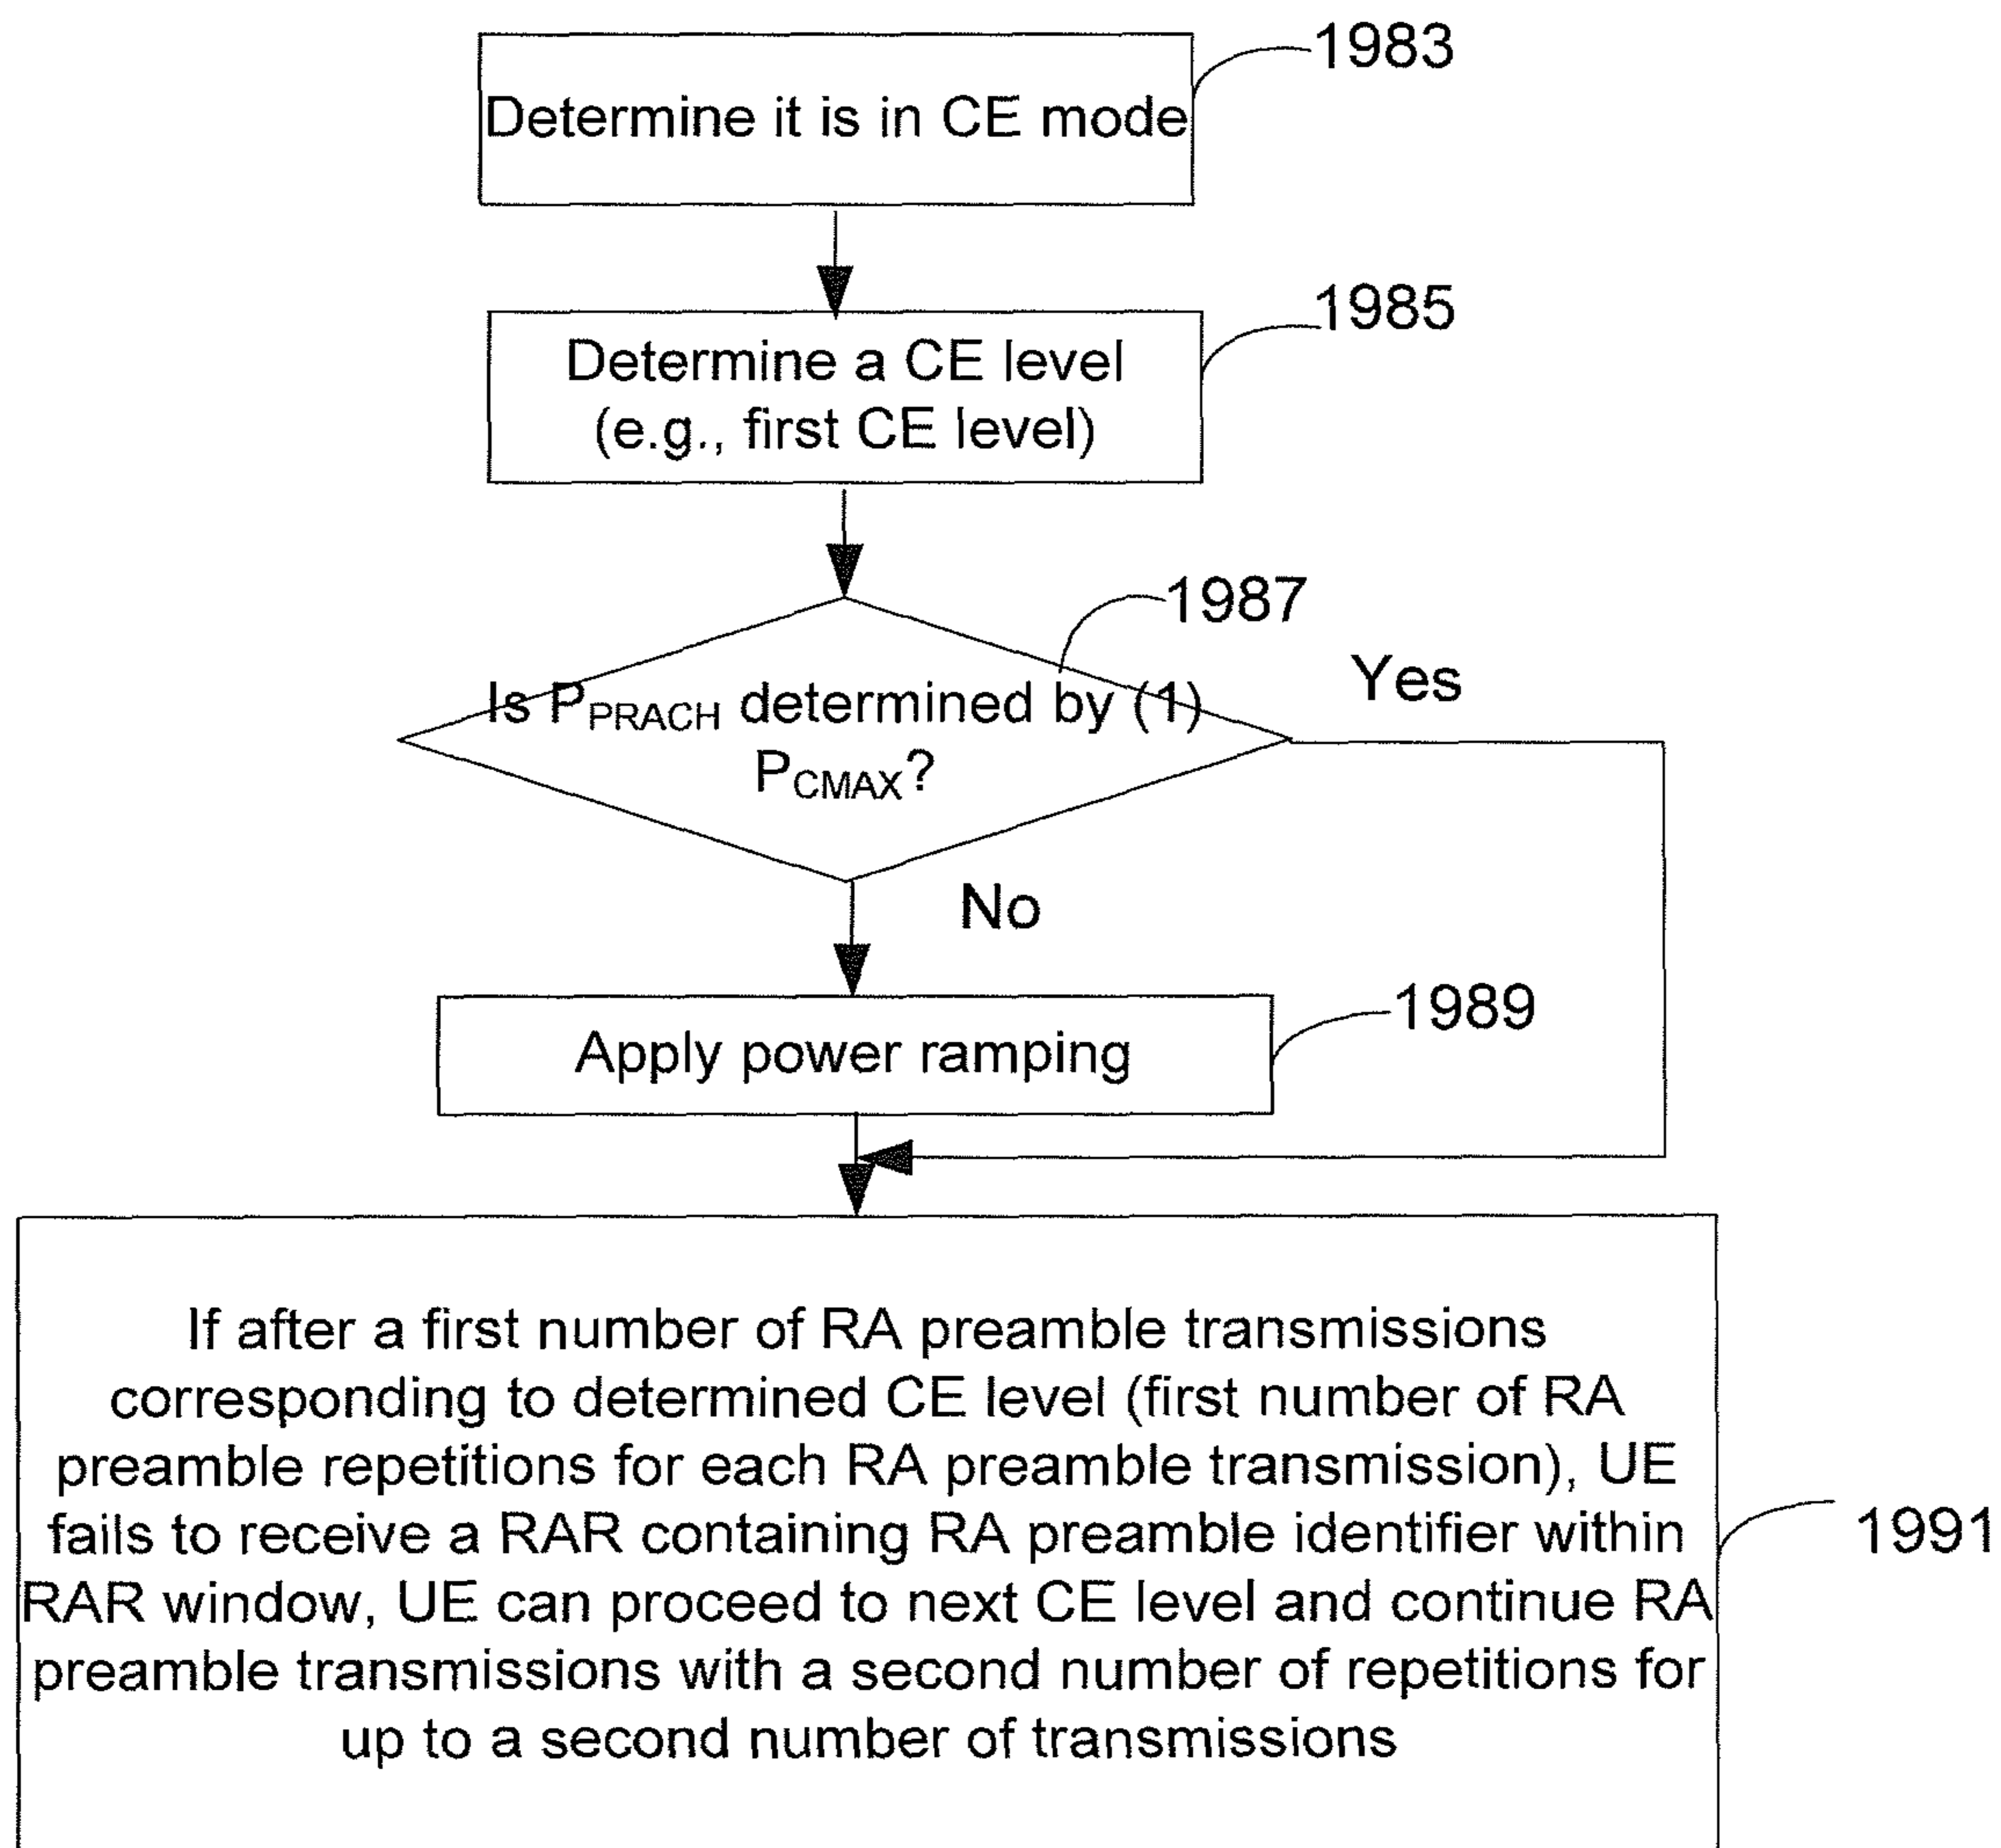 1983
Determine it is in CE mode
1985
Determine a CE level
(e.g., first CE level)
1987
Yes
Is PPRACH determined by (1)
PCMAX?
No
1989
Apply power ramping
If after a first number of RA preamble transmissions
corresponding to determined CE level (first number of RA
preamble repetitions for each RA preamble transmission), UE
fails to receive a RAR containing RA preamble identifier within
1991
RAR window, UE can proceed to next CE level and continue RA
preamble transmissions with a second number of repetitions for
up to a second number of transmissions